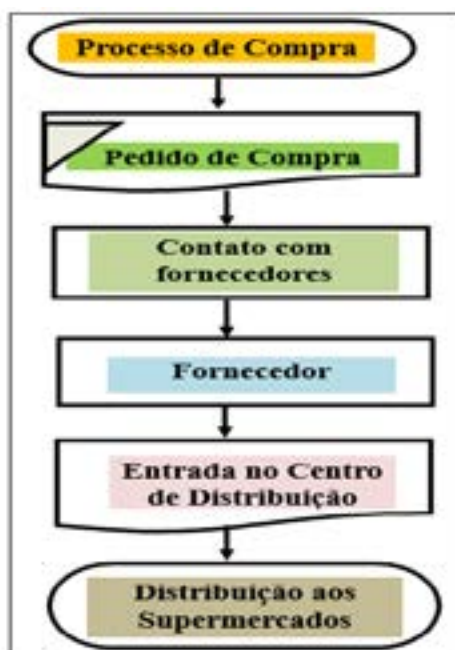 Processo de Compra
Pedido de Compra
Contato com
fornecedores
Fornecedor
Entrada no Centro
de Distribuição
Distribuição aos
Supermercados